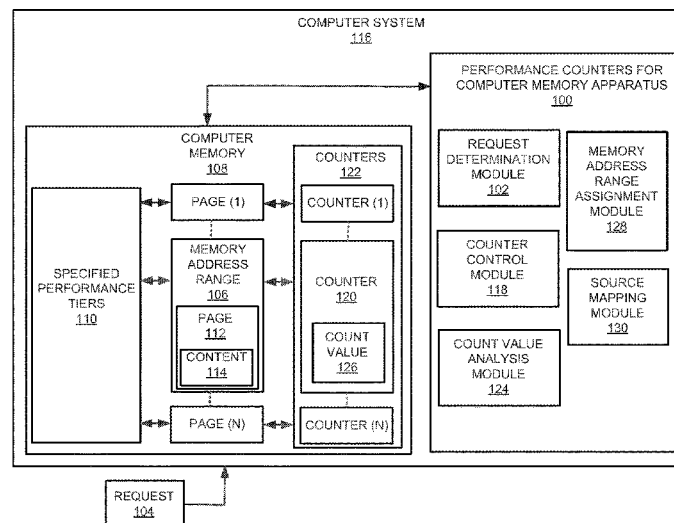 COMPUTER SYSTEM
116
COMPUTER
MEMORY
108
SPECIFIED
PERFORMANCE
TIERS
110
PAGE (1)
MEMORY
ADDRESS
RANGE
106
PAGE
112
CONTENT
114
PAGE (N)
COUNTERS
122
COUNTER (1)
COUNTER
120
COUNT
VALUE
126
COUNTER (N)
PERFORMANCE COUNTERS FOR
COMPUTER MEMORY APPARATUS
100
REQUEST
DETERMINATION
MODULE
102
MEMORY
ADDRESS
RANGE
ASSIGNMENT
MODULE
128
COUNTER
CONTROL
MODULE
118
SOURCE
MAPPING
MODULE
130
COUNT VALUE
ANALYSIS
MODULE
124
REQUEST
104